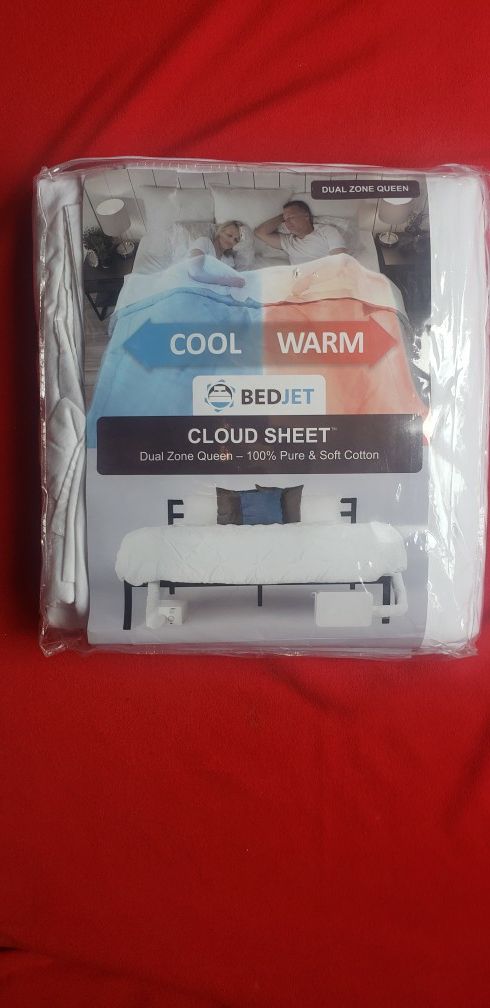 DUAL ZONE QUEEN
COOL WARM
BEDJET
CLOUD SHEET™
Dual Zone Queen – 100% Pure & Soft Cotton